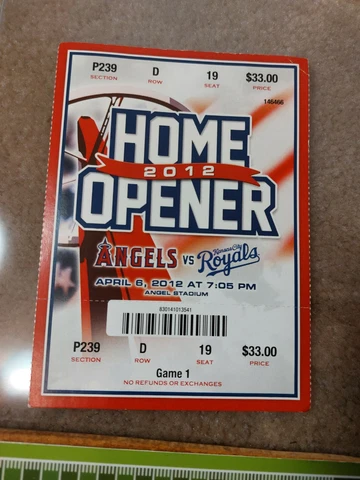 P239 D 19 $33.00
SECTION ROW SEAT PRICE
146466
HOME
2012
OPENER
ANGELS VS Kansas City Royals
APRIL 6, 2012 AT 7:05 PM
ANGEL STADIUM
630141013541
P239 D 19 $33.00
SECTION ROW SEAT PRICE
Game 1
NO REFUNDS OR EXCHANGES